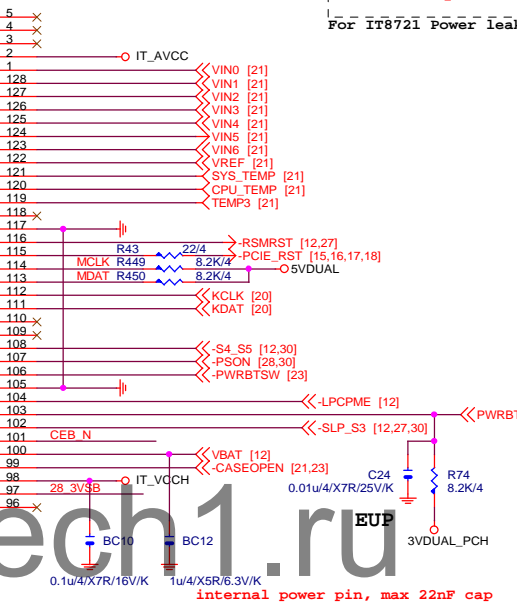 For IT8721 Power leak
5
4
3
2 IT_AVCC
1 VIN0 [21]
128 VIN1 [21]
127 VIN2 [21]
126 VIN3 [21]
125 VIN4 [21]
124 VIN5 [21]
123 VIN6 [21]
122 VREF [21]
121 SYS_TEMP [21]
120 CPU_TEMP [21]
119 TEMP3 [21]
118
117
116 -RSMRST [12,27]
115 R43 22/4 -PCIE_RST [15,16,17,18]
114 MCLK R449 8.2K/4 5VDUAL
113 MDAT R450 8.2K/4
112 KCLK [20]
111 KDAT [20]
110
109
108 -S4_S5 [12,30]
107 -PSON [28,30]
106 -PWRBTSW [23]
105
104 -LPCPME [12]
103 PWRBT
102 -SLP_S3 [12,27,30]
101 CEB_N
100 VBAT [12]
99 -CASEOPEN [21,23]
98 IT_VCCH
97 28_3VSB
96
C24
0.01u/4/X7R/25V/K
R74
8.2K/4
EUP
3VDUAL_PCH
BC10
0.1u/4/X7R/16V/K
BC12
1u/4/X5R/6.3V/K
internal power pin, max 22nF cap
ech1.ru